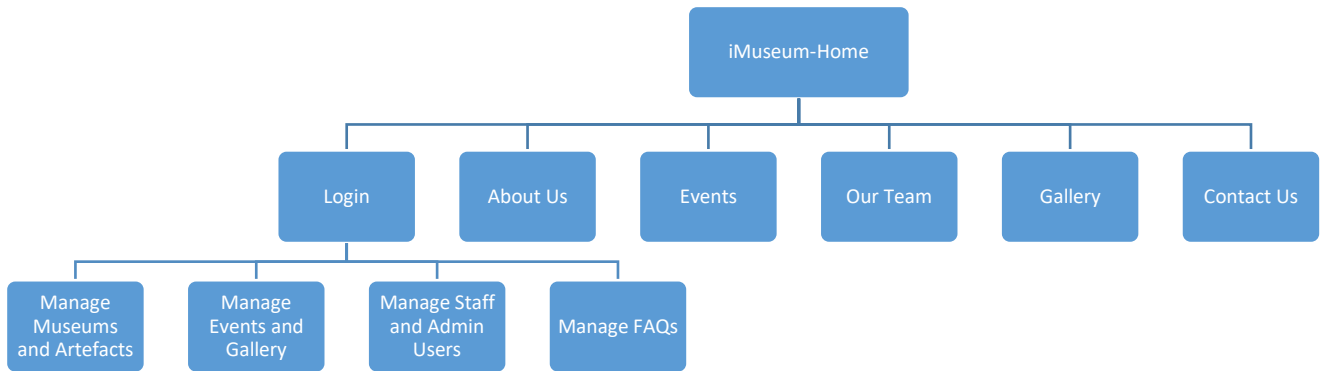 iMuseum-Home
Login
About Us
Events
Our Team
Gallery
Contact Us
Manage
Museums
and Artefacts
Manage
Events and
Gallery
Manage Staff
and Admin
Users
Manage FAQs